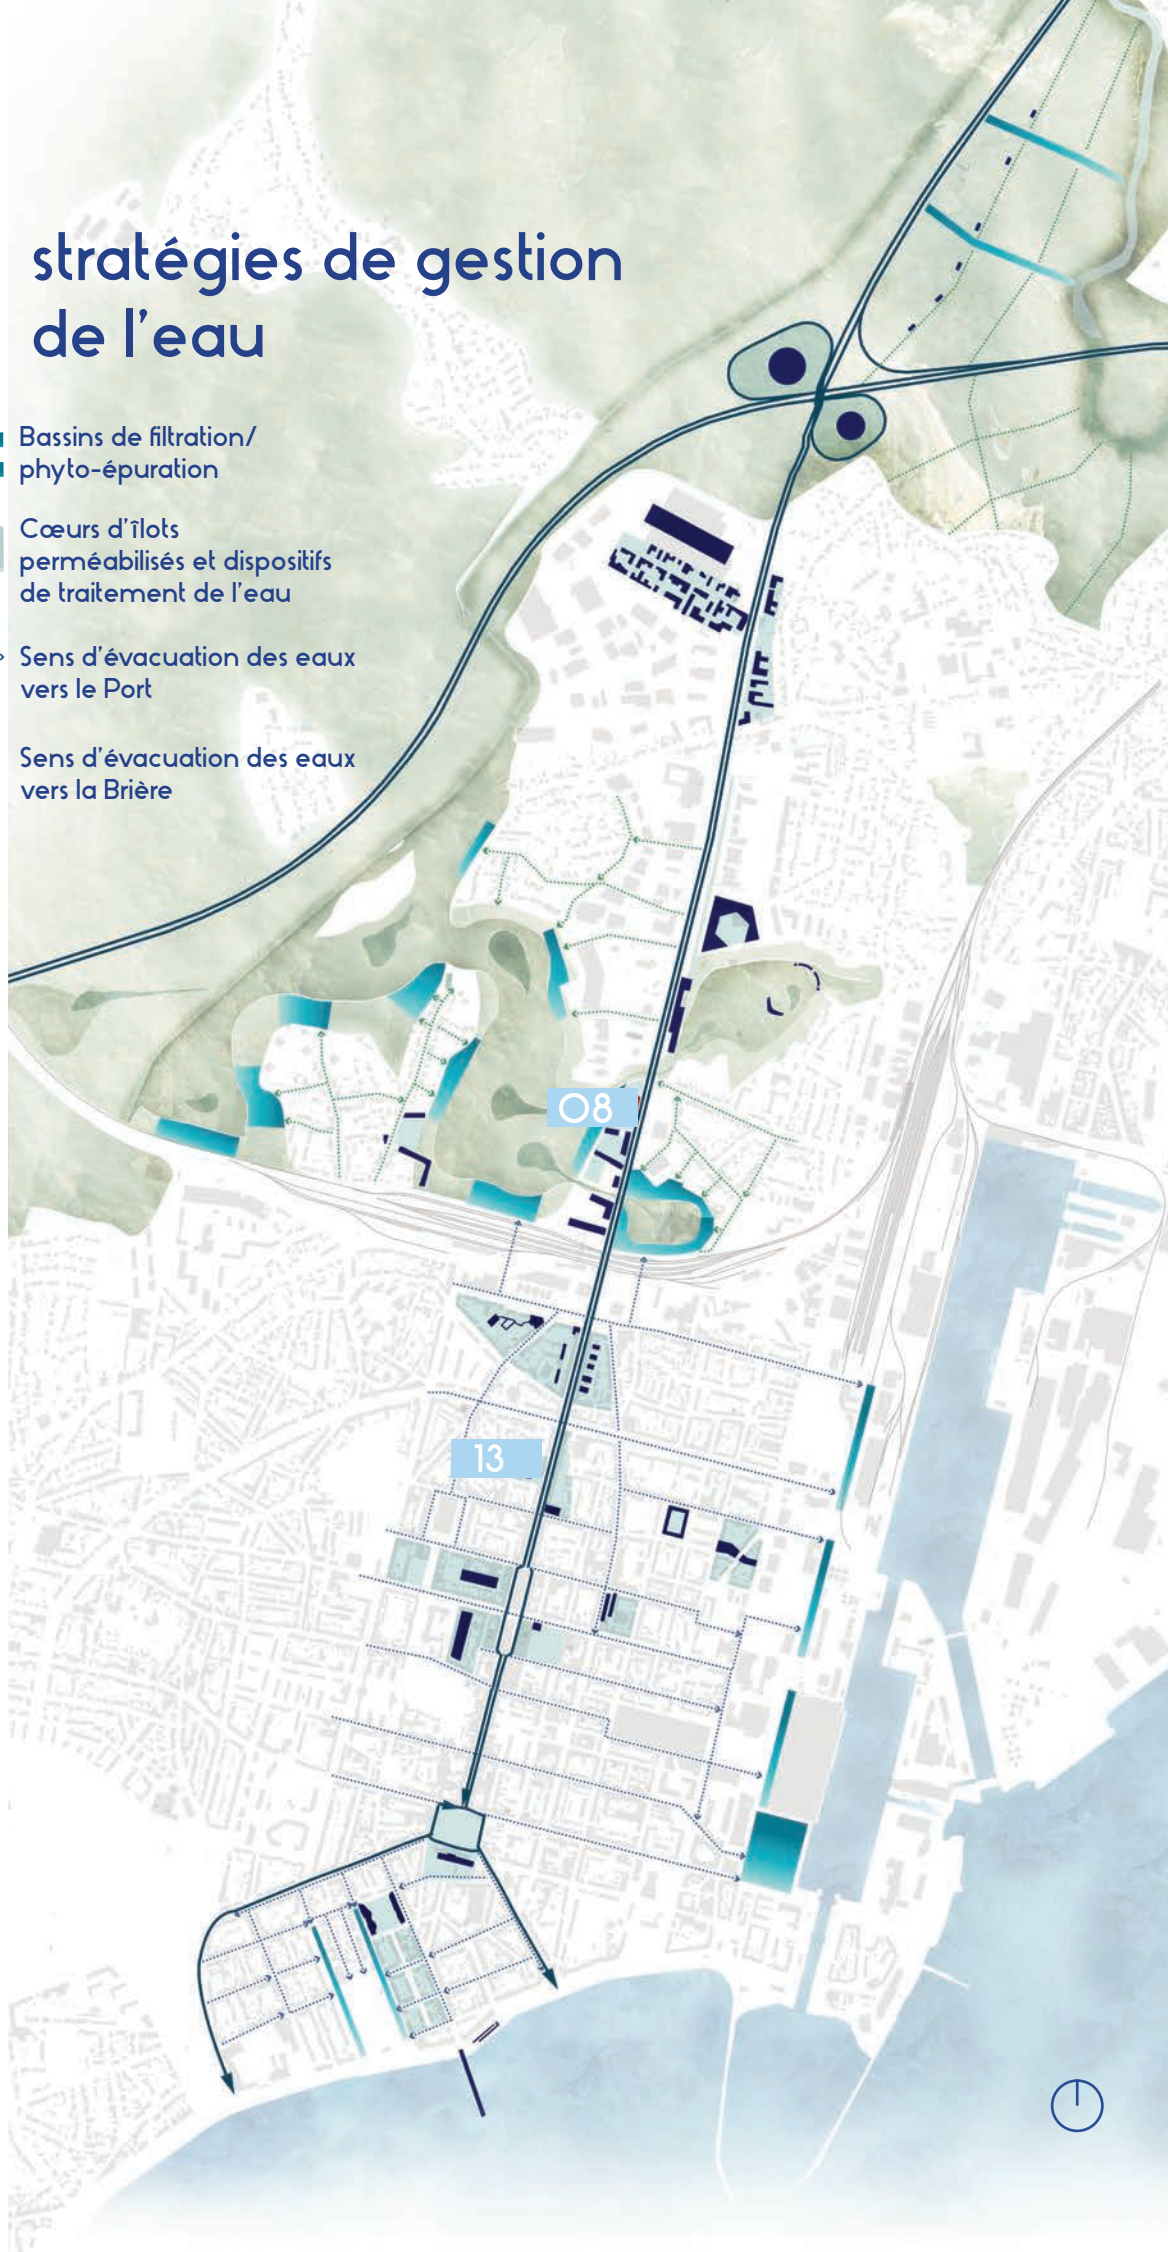 stratégies de gestion
de l'eau
Bassins de filtration/
phyto-épuration
Cœurs d'îlots
perméabilisés et dispositifs
de traitement de l'eau
Sens d'évacuation des eaux
vers le Port
Sens d'évacuation des eaux
vers la Brière
08
13